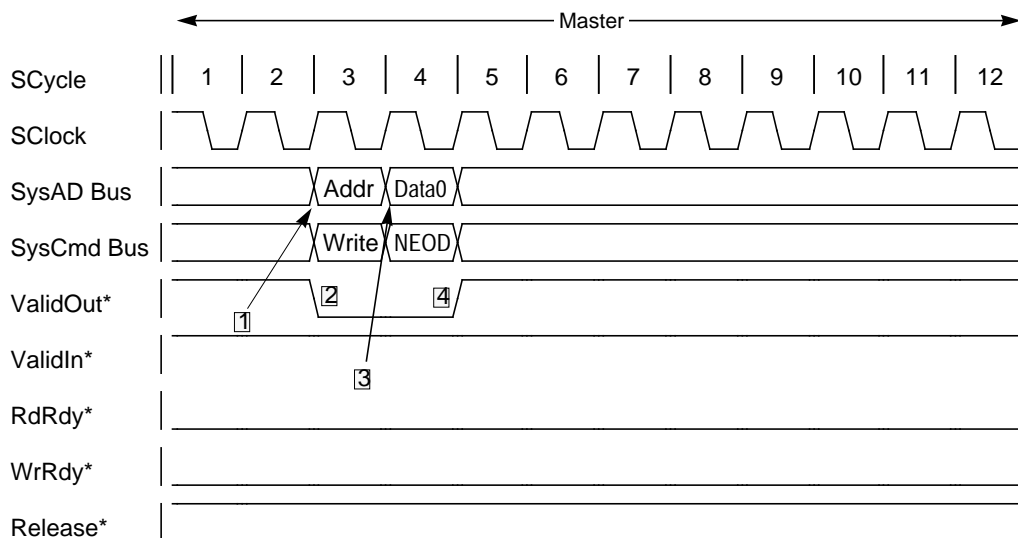 Master
SCycle 1 2 3 4 5 6 7 8 9 10 11 12
SClock
SysAD Bus Addr Data0
SysCmd Bus Write NEOD
ValidOut* 2 4
1
ValidIn*
3
RdRdy*
WrRdy*
Release*